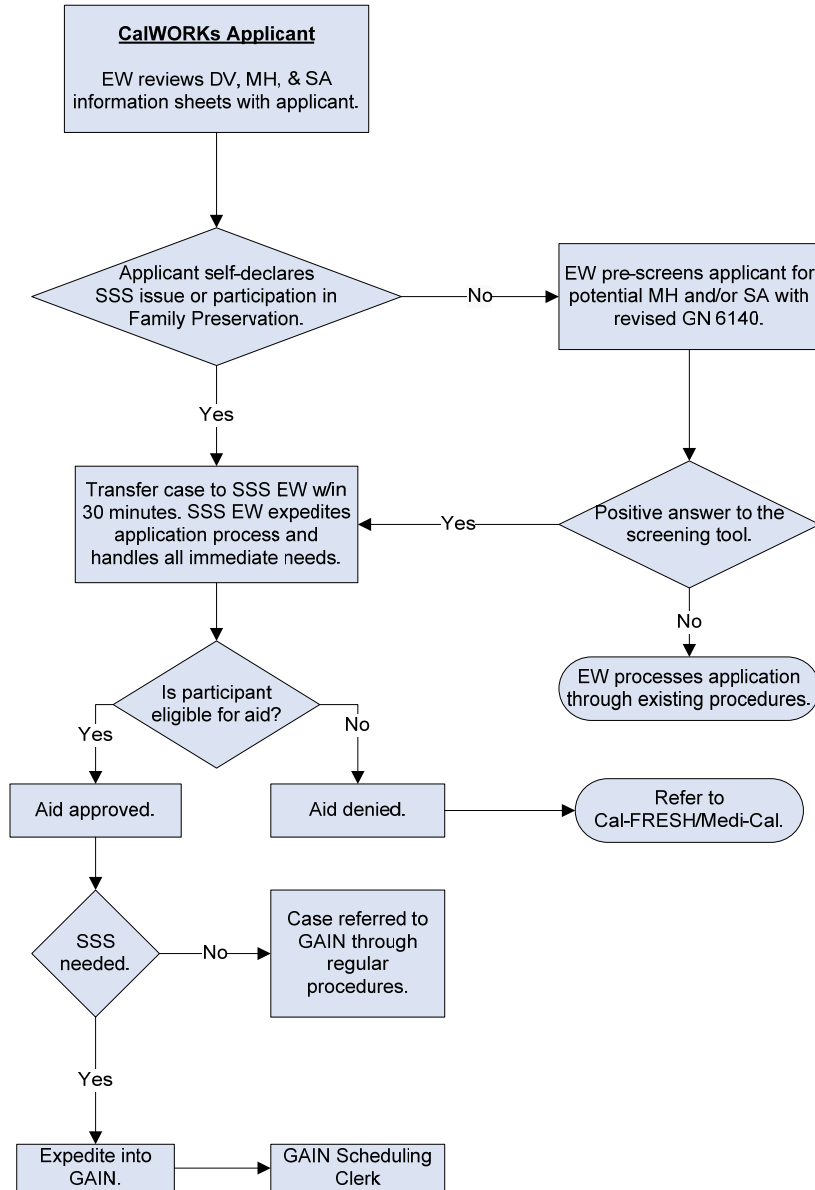 CalWORKs Applicant
EW reviews DV, MH, & SA
information sheets with applicant.
Applicant self-declares
SSS issue or participation in
Family Preservation.
No
EW pre-screens applicant for
potential MH and/or SA with
revised GN 6140.
Yes
Transfer case to SSS EW w/in
30 minutes. SSS EW expedites
application process and
handles all immediate needs.
Yes
Positive answer to the
screening tool.
No
EW processes application
through existing procedures.
Is participant
eligible for aid?
Yes
No
Aid approved.
Aid denied.
Refer to
Cal-FRESH/Medi-Cal.
SSS
needed.
No
Case referred to
GAIN through
regular
procedures.
Yes
Expedite into
GAIN.
GAIN Scheduling
Clerk